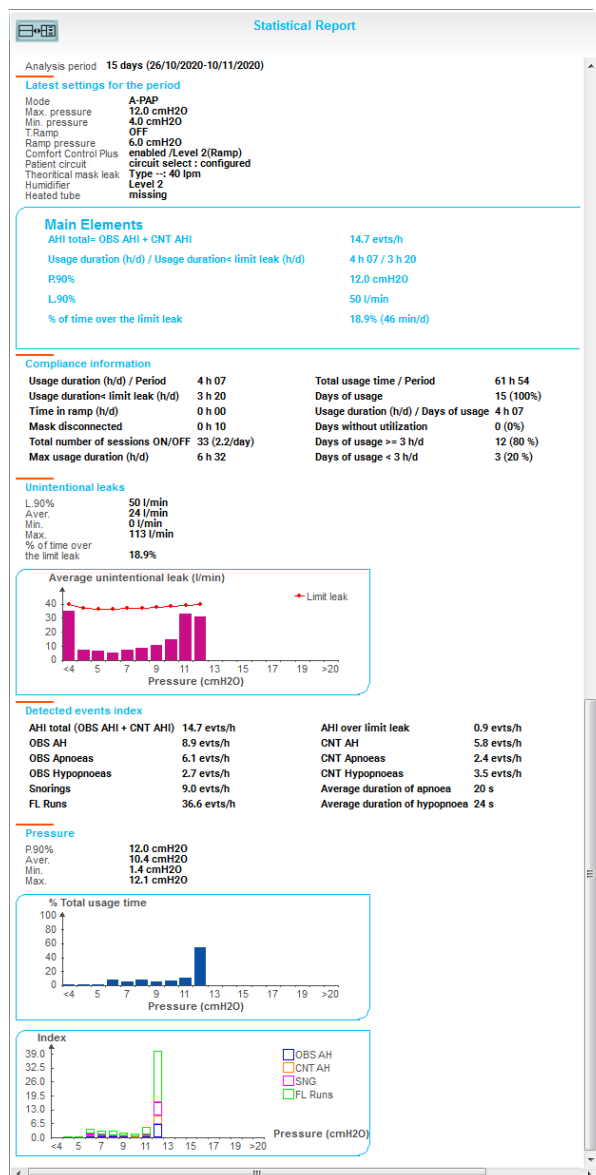 Statistical Report
Analysis period 15 days (26/10/2020-10/11/2020)
Latest settings for the period
Mode A-PAP
Max. pressure 12.0 cmH2O
Min. pressure 4.0 cmH2O
T.Ramp OFF
Ramp pressure 6.0 cmH2O
Comfort Control Plus enabled /Level 2(Ramp)
Patient circuit circuit select : configured
Theoritical mask leak Type --: 40 lpm
Humidifier Level 2
Heated tube missing
Main Elements
AHI total= OBS AHI + CNT AHI 14.7 evts/h
Usage duration (h/d) / Usage duration< limit leak (h/d) 4 h 07 / 3 h 20
P.90% 12.0 cmH2O
L.90% 50 l/min
% of time over the limit leak 18.9% (46 min/d)
Compliance information
Usage duration (h/d) / Period 4 h 07 Total usage time / Period 61 h 54
Usage duration< limit leak (h/d) 3 h 20 Days of usage 15 (100%)
Time in ramp (h/d) 0 h 00 Usage duration (h/d) / Days of usage 4 h 07
Mask disconnected 0 h 10 Days without utilization 0 (0%)
Total number of sessions ON/OFF 33 (2.2/day) Days of usage >= 3 h/d 12 (80 %)
Max usage duration (h/d) 6 h 32 Days of usage < 3 h/d 3 (20 %)
Unintentional leaks
L.90% 50 l/min
Aver. 24 l/min
Min. 0 l/min
Max. 113 l/min
% of time over
the limit leak 18.9%
Average unintentional leak (l/min)
Limit leak
40
30
20
10
0
<4 5 7 9 11 13 15 17 19 >20
Pressure (cmH2O)
Detected events index
AHI total (OBS AHI + CNT AHI) 14.7 evts/h AHI over limit leak 0.9 evts/h
OBS AH 8.9 evts/h CNT AH 5.8 evts/h
OBS Apnoeas 6.1 evts/h CNT Apnoeas 2.4 evts/h
OBS Hypopnoeas 2.7 evts/h CNT Hypopnoeas 3.5 evts/h
Snorings 9.0 evts/h Average duration of apnoea 20 s
FL Runs 36.6 evts/h Average duration of hypopnoea 24 s
Pressure
P.90% 12.0 cmH2O
Aver. 10.4 cmH2O
Min. 1.4 cmH2O
Max. 12.1 cmH2O
% Total usage time
100
80
60
40
20
0
<4 5 7 9 11 13 15 17 19 >20
Pressure (cmH2O)
Index
39.0
32.5
26.0
19.5
13.0
6.5
0.0
OBS AH
CNT AH
SNG
FL Runs
Pressure (cmH2O)
<4 5 7 9 11 13 15 17 19 >20